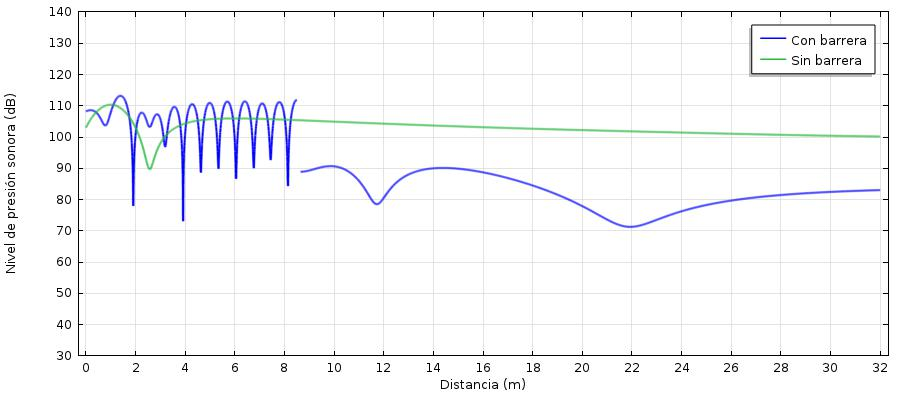 140
130
120
110
100
90
80
70
60
50
40
30
Nivel de presión sonora (dB)
Con barrera
Sin barrera
0 2 4 6 8 10 12 14 16 18 20 22 24 26 28 30 32
Distancia (m)